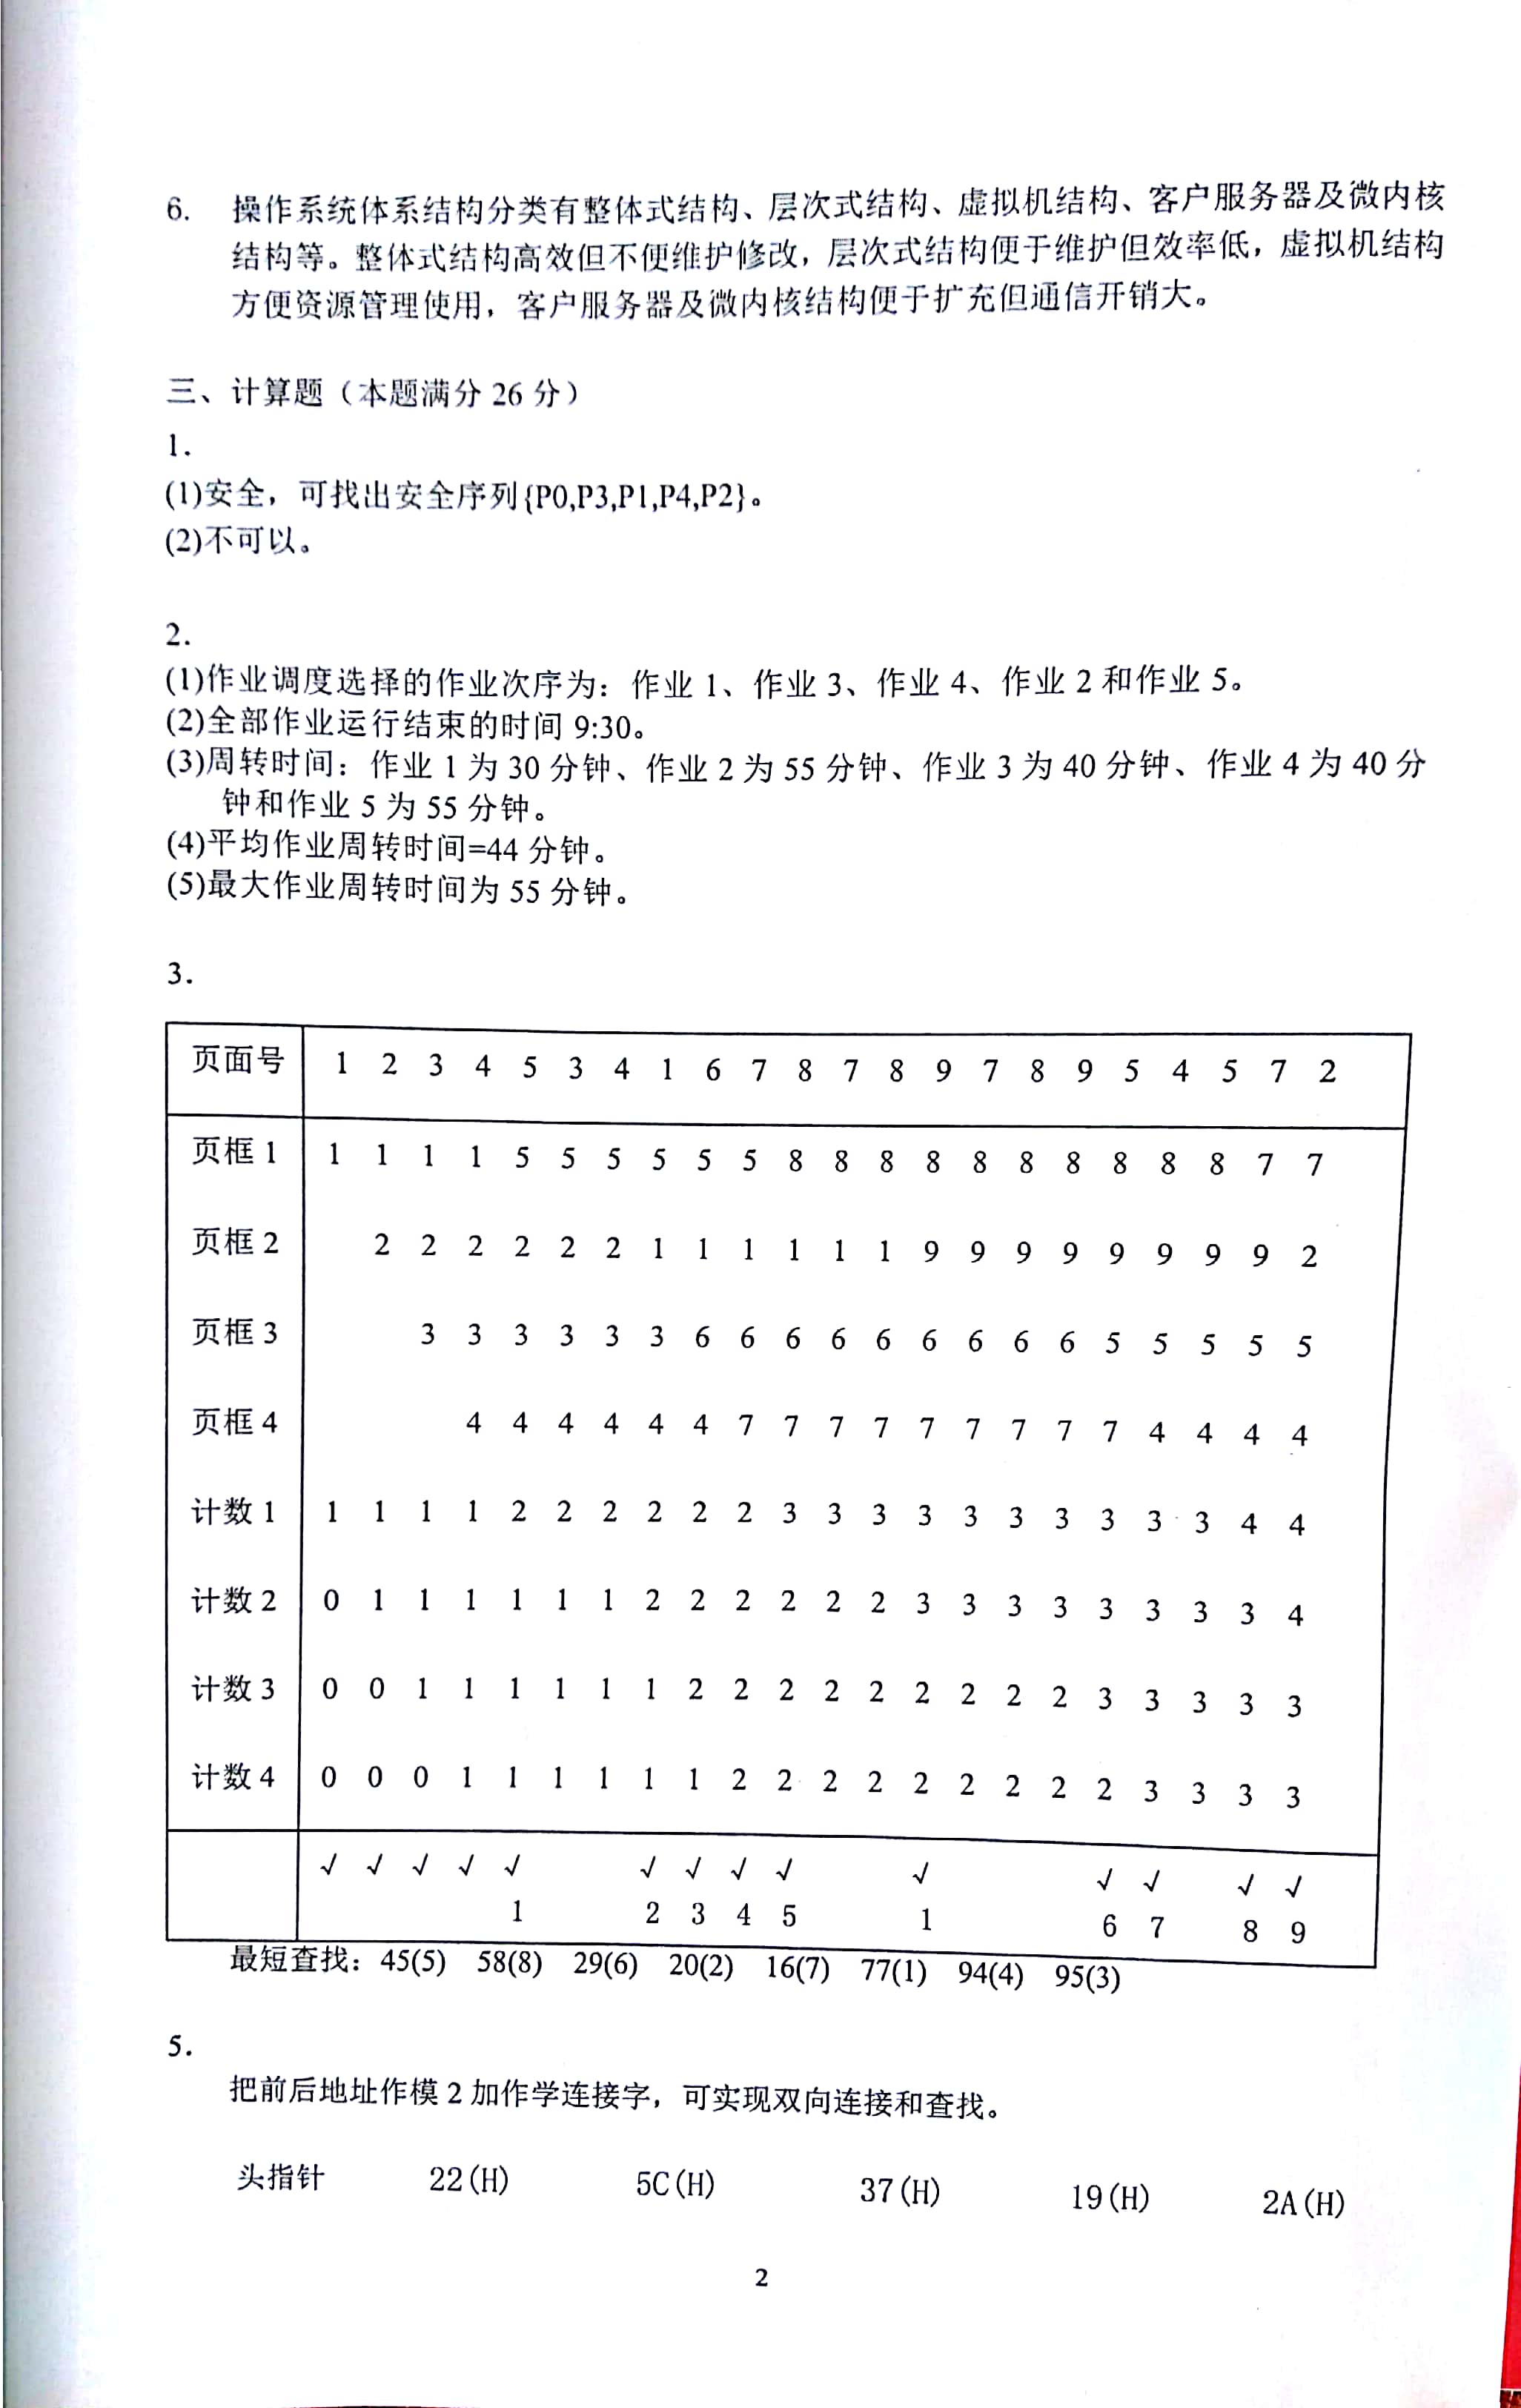 6. 操作系统体系结构分类有整体式结构、层次式结构、虚拟机结构、客户服务器及微内核
结构等。整体式结构高效但不便维护修改，层次式结构便于维护但效率低，虚拟机结构
方便资源管理使用，客户服务器及微内核结构便于扩充但通信开销大。
三、计算题（本题满分 26 分）
1.
(1)安全，可找出安全序列{P0,P3,P1,P4,P2}。
(2)不可以。
2.
(1)作业调度选择的作业次序为：作业 1、作业 3、作业 4、作业 2 和作业 5。
(2)全部作业运行结束的时间 9:30。
(3)周转时间：作业 1 为 30 分钟、作业 2 为 55 分钟、作业 3 为 40 分钟、作业 4 为 40 分
钟和作业 5 为 55 分钟。
(4)平均作业周转时间=44 分钟。
(5)最大作业周转时间为 55 分钟。
3.
页面号 1 2 3 4 5 3 4 1 6 7 8 7 8 9 7 8 9 5 4 5 7 2
页框 1 1 1 1 1 5 5 5 5 5 5 8 8 8 8 8 8 8 8 8 8 7 7
页框 2 2 2 2 2 2 2 1 1 1 1 1 1 9 9 9 9 9 9 9 9 2
页框 3 3 3 3 3 3 3 6 6 6 6 6 6 6 6 6 5 5 5 5 5
页框 4 4 4 4 4 4 4 7 7 7 7 7 7 7 7 7 4 4 4 4
计数 1 1 1 1 1 2 2 2 2 2 2 3 3 3 3 3 3 3 3 3 3 4 4
计数 2 0 1 1 1 1 1 1 2 2 2 2 2 2 3 3 3 3 3 3 3 3 4
计数 3 0 0 1 1 1 1 1 1 2 2 2 2 2 2 2 2 2 3 3 3 3 3
计数 4 0 0 0 1 1 1 1 1 1 2 2 2 2 2 2 2 2 2 3 3 3 3
√ √ √ √ √ √ √ √ √ √ √ √ √ √
1 2 3 4 5 1 6 7 8 9
最短查找：45(5) 58(8) 29(6) 20(2) 16(7) 77(1) 94(4) 95(3)
5.
把前后地址作模 2 加作学连接字，可实现双向连接和查找。
头指针 22(H) 5C(H) 37(H) 19(H) 2A(H)
2